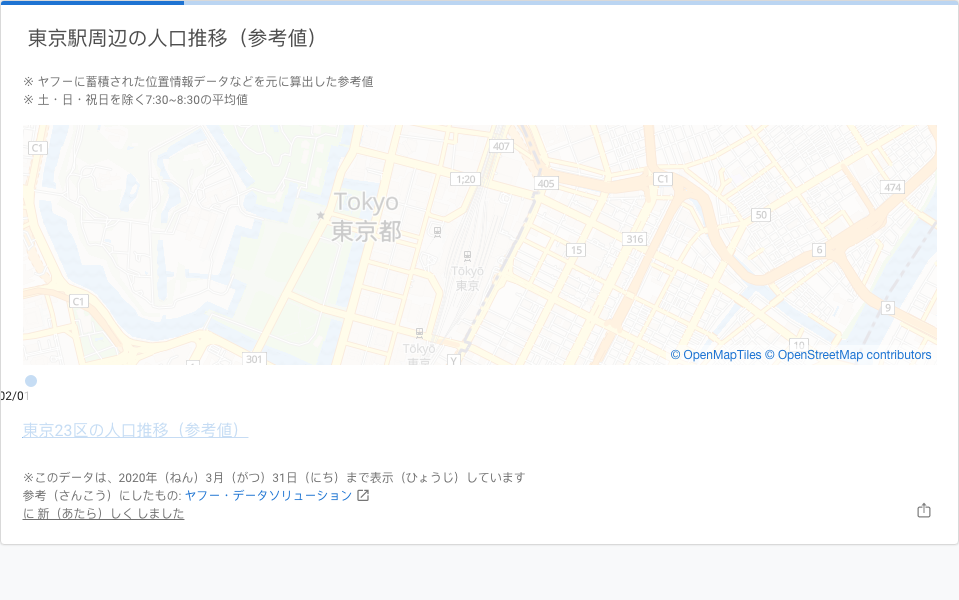 東京駅周辺の人口推移（参考値）
※ ヤフーに蓄積された位置情報データなどを元に算出した参考値
※ 土・日・祝日を除く7:30~8:30の平均値
C1
407
1;20
405
C1
474
Tokyo
東京都
50
316
15
6
Tōkyō
東京
C1
9
10
Tōkyō
東京
301
Y
© OpenMapTiles © OpenStreetMap contributors
02/01
東京23区の人口推移（参考値）
※このデータは、2020年（ねん）3月（がつ）31日（にち）まで表示（ひょうじ）しています
参考（さんこう）にしたもの: ヤフー・データソリューション
に 新（あたら）しく しました